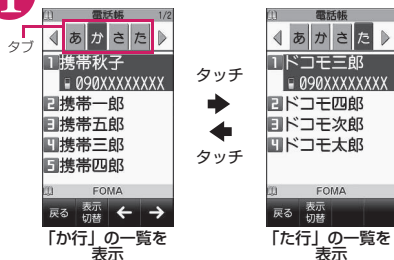 1
タブ
電話帳 1/2
あ か さ た
1携帯秋子
090XXXXXXXX
2携帯一郎
3携帯五郎
4携帯三郎
5携帯四郎
FOMA
戻る 表示切替 ← →
「か行」の一覧を
表示
タッチ
タッチ
電話帳
あ か さ た
1ドコモ三郎
090XXXXXXXX
2ドコモ四郎
3ドコモ次郎
4ドコモ太郎
FOMA
戻る 表示切替
「た行」の一覧を
表示